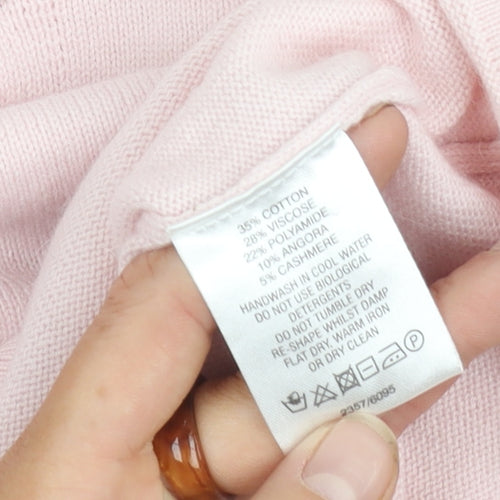 35% COTTON
28% VISCOSE
22% POLYAMIDE
10% ANGORA
5% CASHMERE
HANDWASH IN COOL WATER
DO NOT USE BIOLOGICAL
DETERGENTS
DO NOT TUMBLE DRY
RE-SHAPE WHILST DAMP
FLAT DRY, WARM IRON
OR DRY CLEAN
P
2357/6095